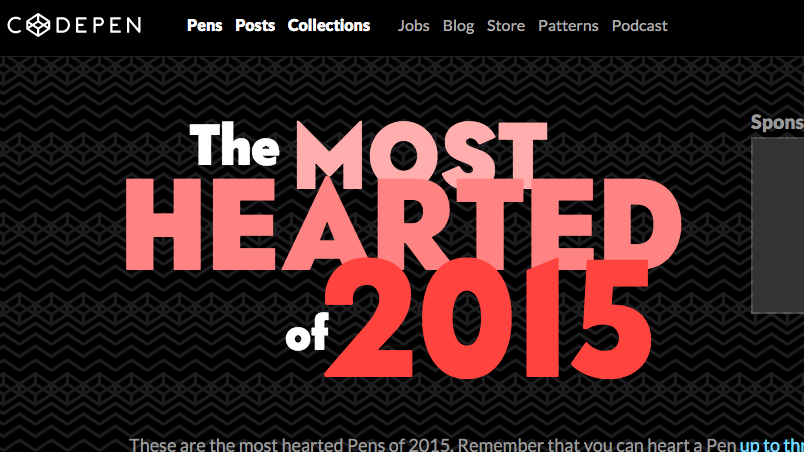 CODEPEN Pens Posts Collections Jobs Blog Store Patterns Podcast
Spons
The MOST
HEARTED
of 2015
These are the most hearted Pens of 2015. Remember that you can heart a Pen up to thr